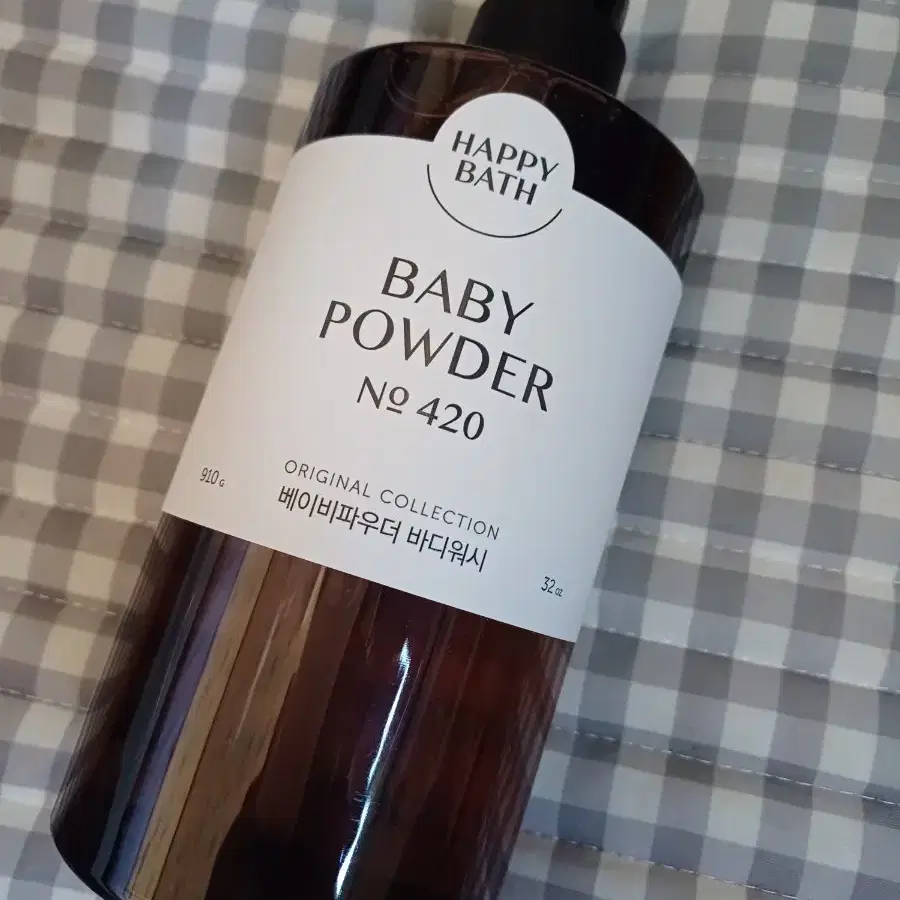 HAPPY
BATH
BABY
POWDER
Nº 420
ORIGINAL COLLECTION
베이비파우더 바디워시
910 G
32 oz